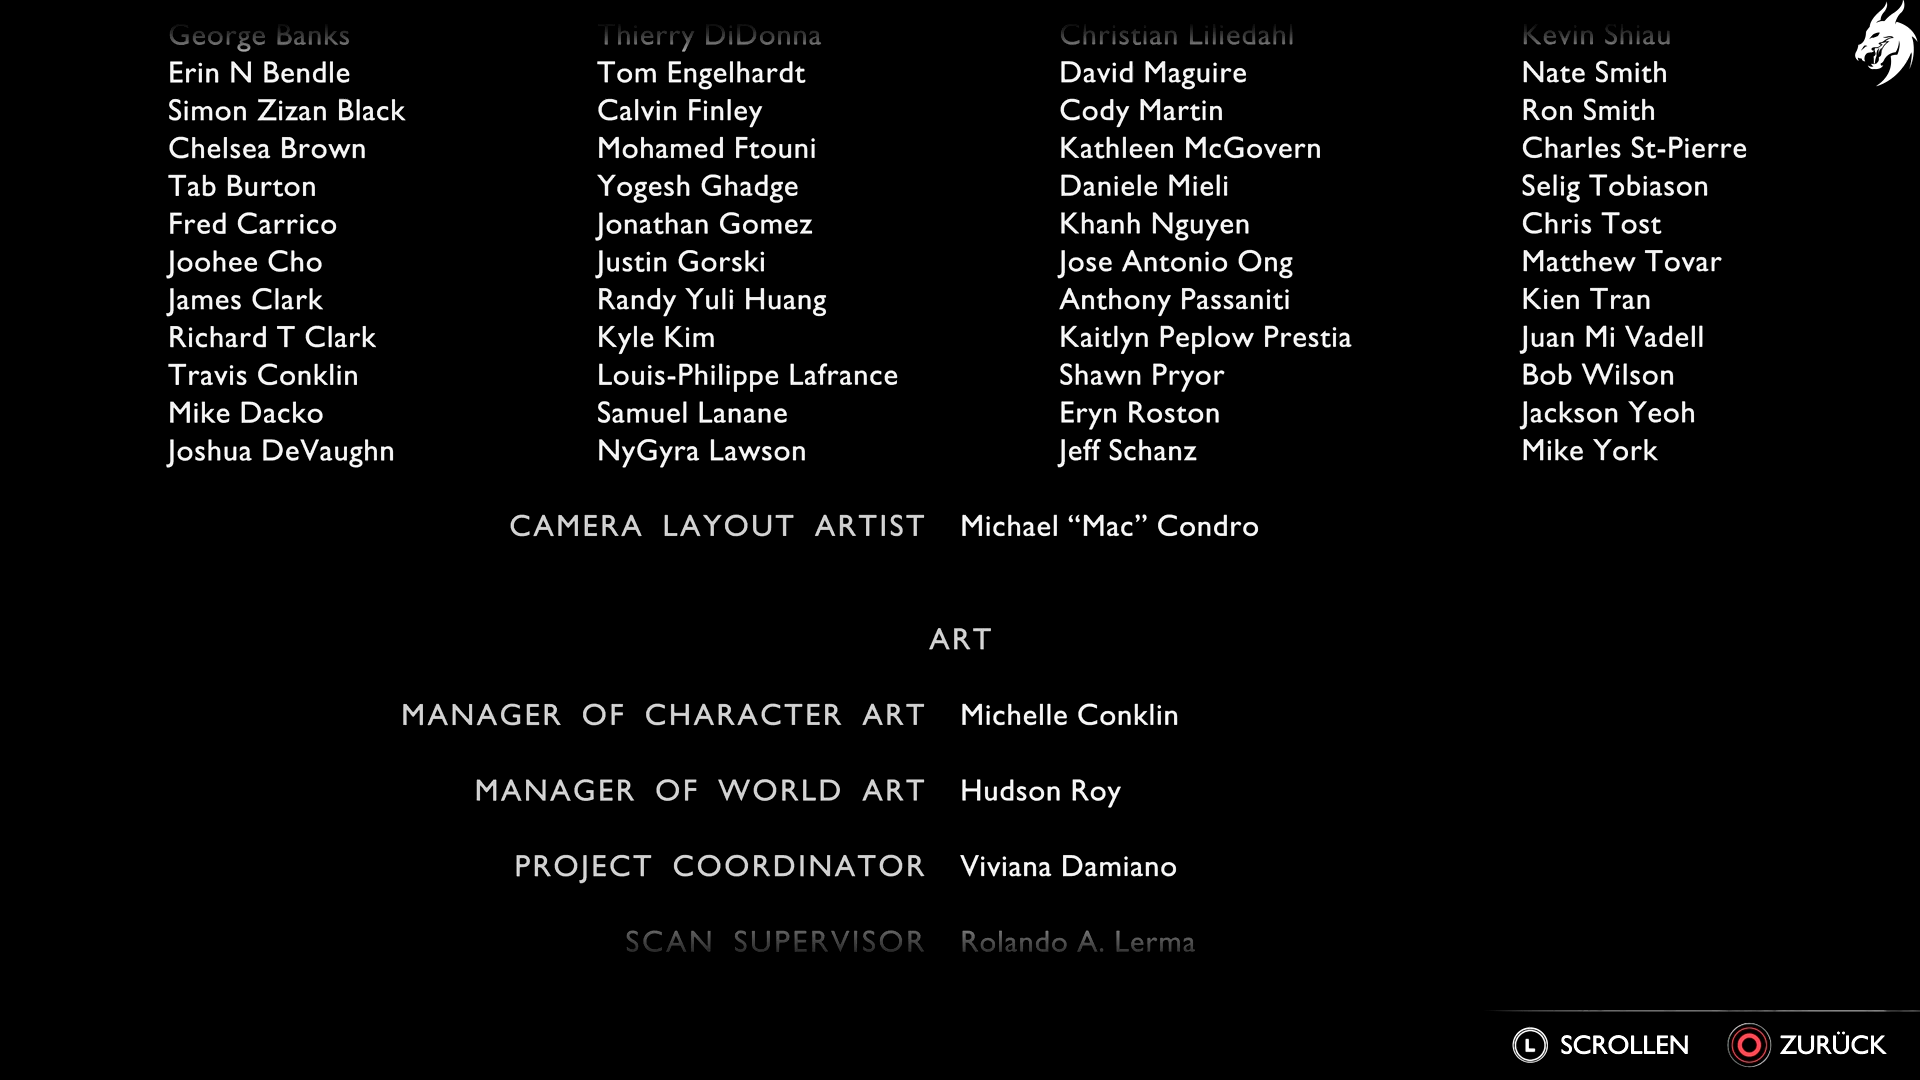 George Banks Thierry DiDonna Christian Liliedahl Kevin Shiau
Erin N Bendle Tom Engelhardt David Maguire Nate Smith
Simon Zizan Black Calvin Finley Cody Martin Ron Smith
Chelsea Brown Mohamed Ftouni Kathleen McGovern Charles St-Pierre
Tab Burton Yogesh Ghadge Daniele Mieli Selig Tobiason
Fred Carrico Jonathan Gomez Khanh Nguyen Chris Tost
Joohee Cho Justin Gorski Jose Antonio Ong Matthew Tovar
James Clark Randy Yuli Huang Anthony Passaniti Kien Tran
Richard T Clark Kyle Kim Kaitlyn Peplow Prestia Juan Mi Vadell
Travis Conklin Louis-Philippe Lafrance Shawn Pryor Bob Wilson
Mike Dacko Samuel Lanane Eryn Roston Jackson Yeoh
Joshua DeVaughn NyGyra Lawson Jeff Schanz Mike York
CAMERA LAYOUT ARTIST Michael “Mac” Condro
ART
MANAGER OF CHARACTER ART Michelle Conklin
MANAGER OF WORLD ART Hudson Roy
PROJECT COORDINATOR Viviana Damiano
SCAN SUPERVISOR Rolando A. Lerma
L SCROLLEN ZURÜCK